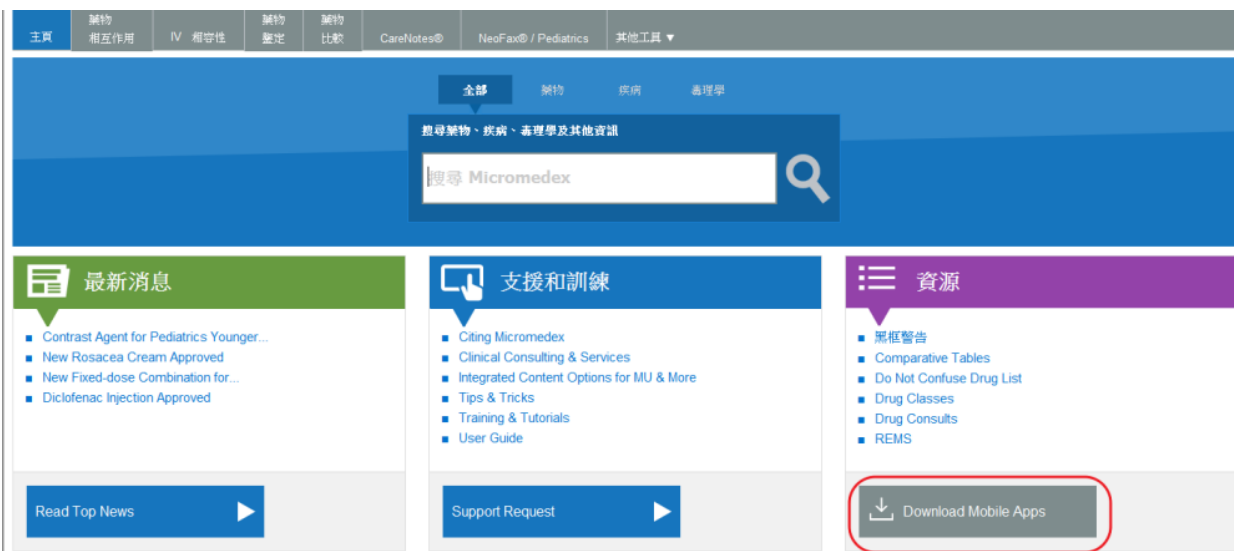 主頁
藥物
相互作用
IV 相容性
藥物
鑒定
藥物
比較
CareNotes®
NeoFax® / Pediatrics
其他工具 ▼
全部
藥物
疾病
毒理學
搜尋藥物、疾病、毒理學及其他資訊
搜尋 Micromedex
最新消息
Contrast Agent for Pediatrics Younger...
New Rosacea Cream Approved
New Fixed-dose Combination for...
Diclofenac Injection Approved
Read Top News
支援和訓練
Citing Micromedex
Clinical Consulting & Services
Integrated Content Options for MU & More
Tips & Tricks
Training & Tutorials
User Guide
Support Request
資源
黑框警告
Comparative Tables
Do Not Confuse Drug List
Drug Classes
Drug Consults
REMS
Download Mobile Apps